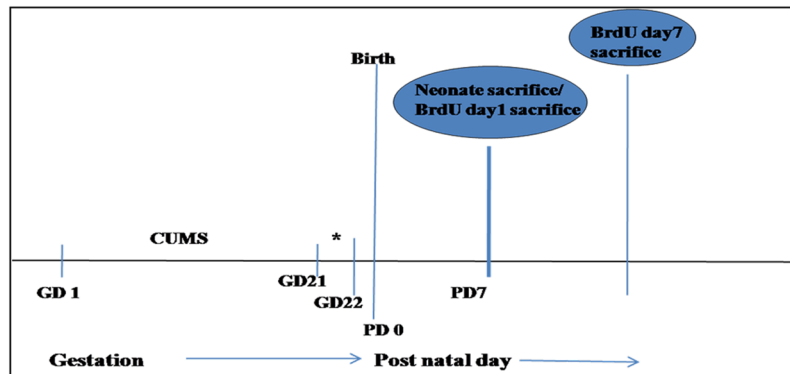 BrdU day7
sacrifice
Birth
Neonate sacrifice/
BrdU day1 sacrifice
CUMS
*
GD 1
GD21
GD22
PD7
PD 0
Gestation
Post natal day